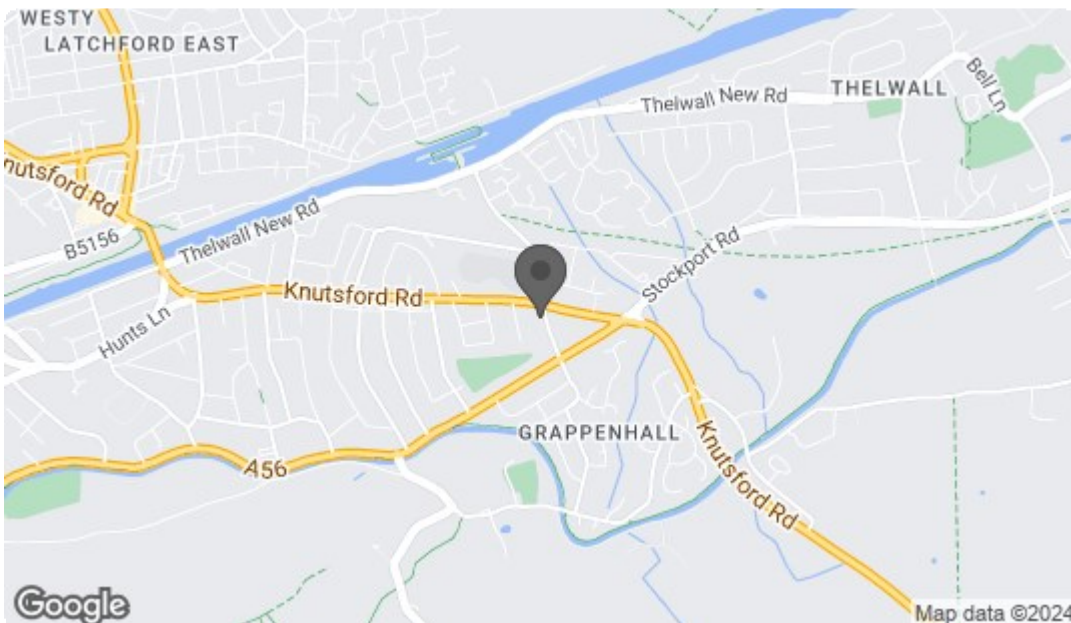 WESTY
LATCHFORD EAST
Bell Ln
THELWALL
Thelwall New Rd
nutsford Rd
B5156
Thelwall New Rd
Stockport Rd
Knutsford Rd
Hunts Ln
GRAPPENHALL
A56
Knutsford Rd
Google
Map data ©2024